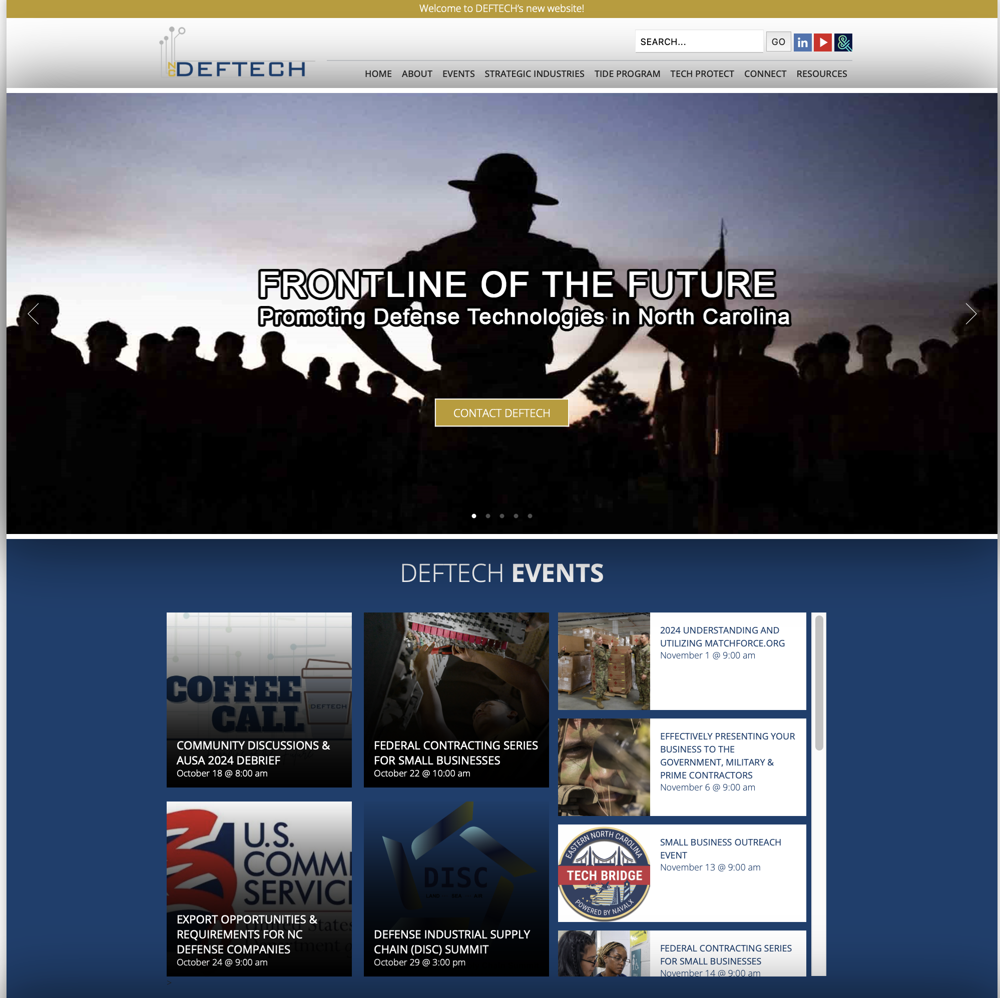 Welcome to DEFTECH's new website!
SEARCH...
GO
in
NC DEFTECH
HOME ABOUT EVENTS STRATEGIC INDUSTRIES TIDE PROGRAM TECH PROTECT CONNECT RESOURCES
FRONTLINE OF THE FUTURE
Promoting Defense Technologies in North Carolina
CONTACT DEFTECH
DEFTECH EVENTS
COFFEE
CALL
DEFTECH
COMMUNITY DISCUSSIONS &
AUSA 2024 DEBRIEF
October 18 @ 8:00 am
FEDERAL CONTRACTING SERIES
FOR SMALL BUSINESSES
October 22 @ 10:00 am
U.S.
COMM
SERVIC
United States
EXPORT OPPORTUNITIES &
REQUIREMENTS FOR NC
DEFENSE COMPANIES
October 24 @ 9:00 am
DISC
LAND SEA AIR
DEFENSE INDUSTRIAL SUPPLY
CHAIN (DISC) SUMMIT
October 29 @ 3:00 pm
2024 UNDERSTANDING AND
UTILIZING MATCHFORCE.ORG
November 1 @ 9:00 am
EFFECTIVELY PRESENTING YOUR
BUSINESS TO THE
GOVERNMENT, MILITARY &
PRIME CONTRACTORS
November 6 @ 9:00 am
EASTERN NORTH CAROLINA
TECH BRIDGE
POWERED BY NAVALX
SMALL BUSINESS OUTREACH
EVENT
November 13 @ 9:00 am
FEDERAL CONTRACTING SERIES
FOR SMALL BUSINESSES
November 14 @ 9:00 am
>